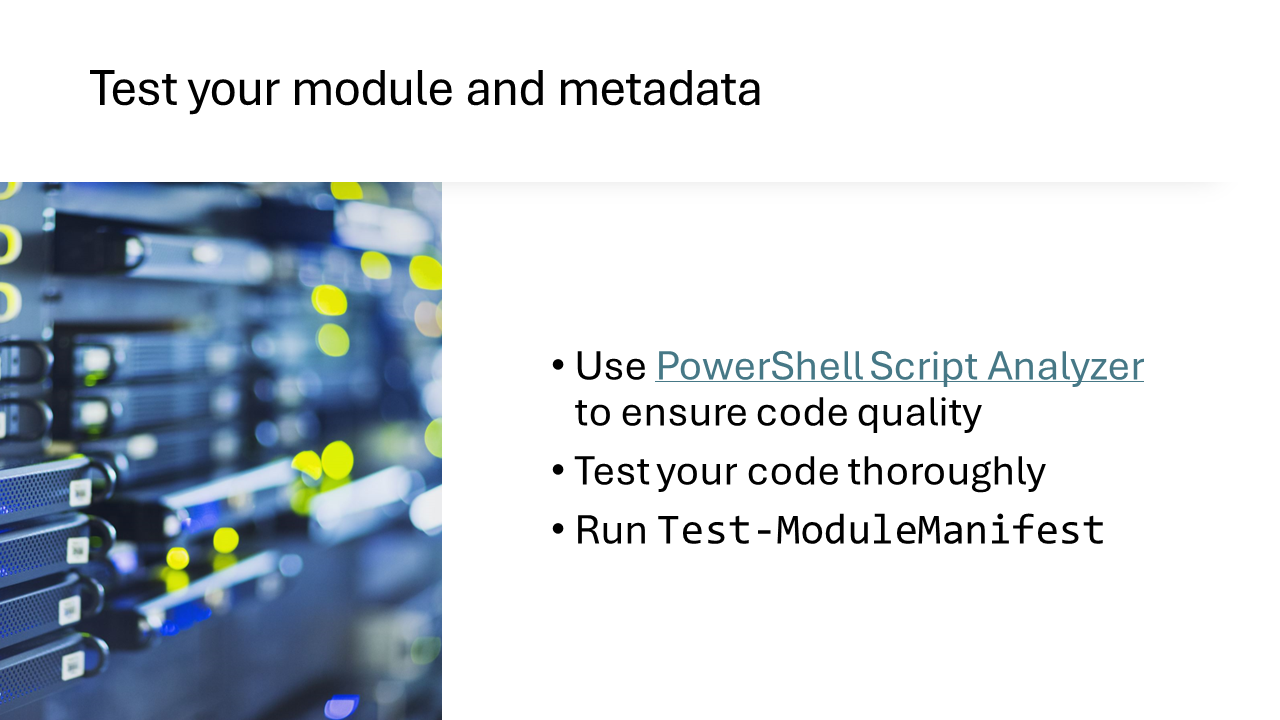 Test your module and metadata
• Use PowerShell Script Analyzer
to ensure code quality
• Test your code thoroughly
• Run Test-ModuleManifest